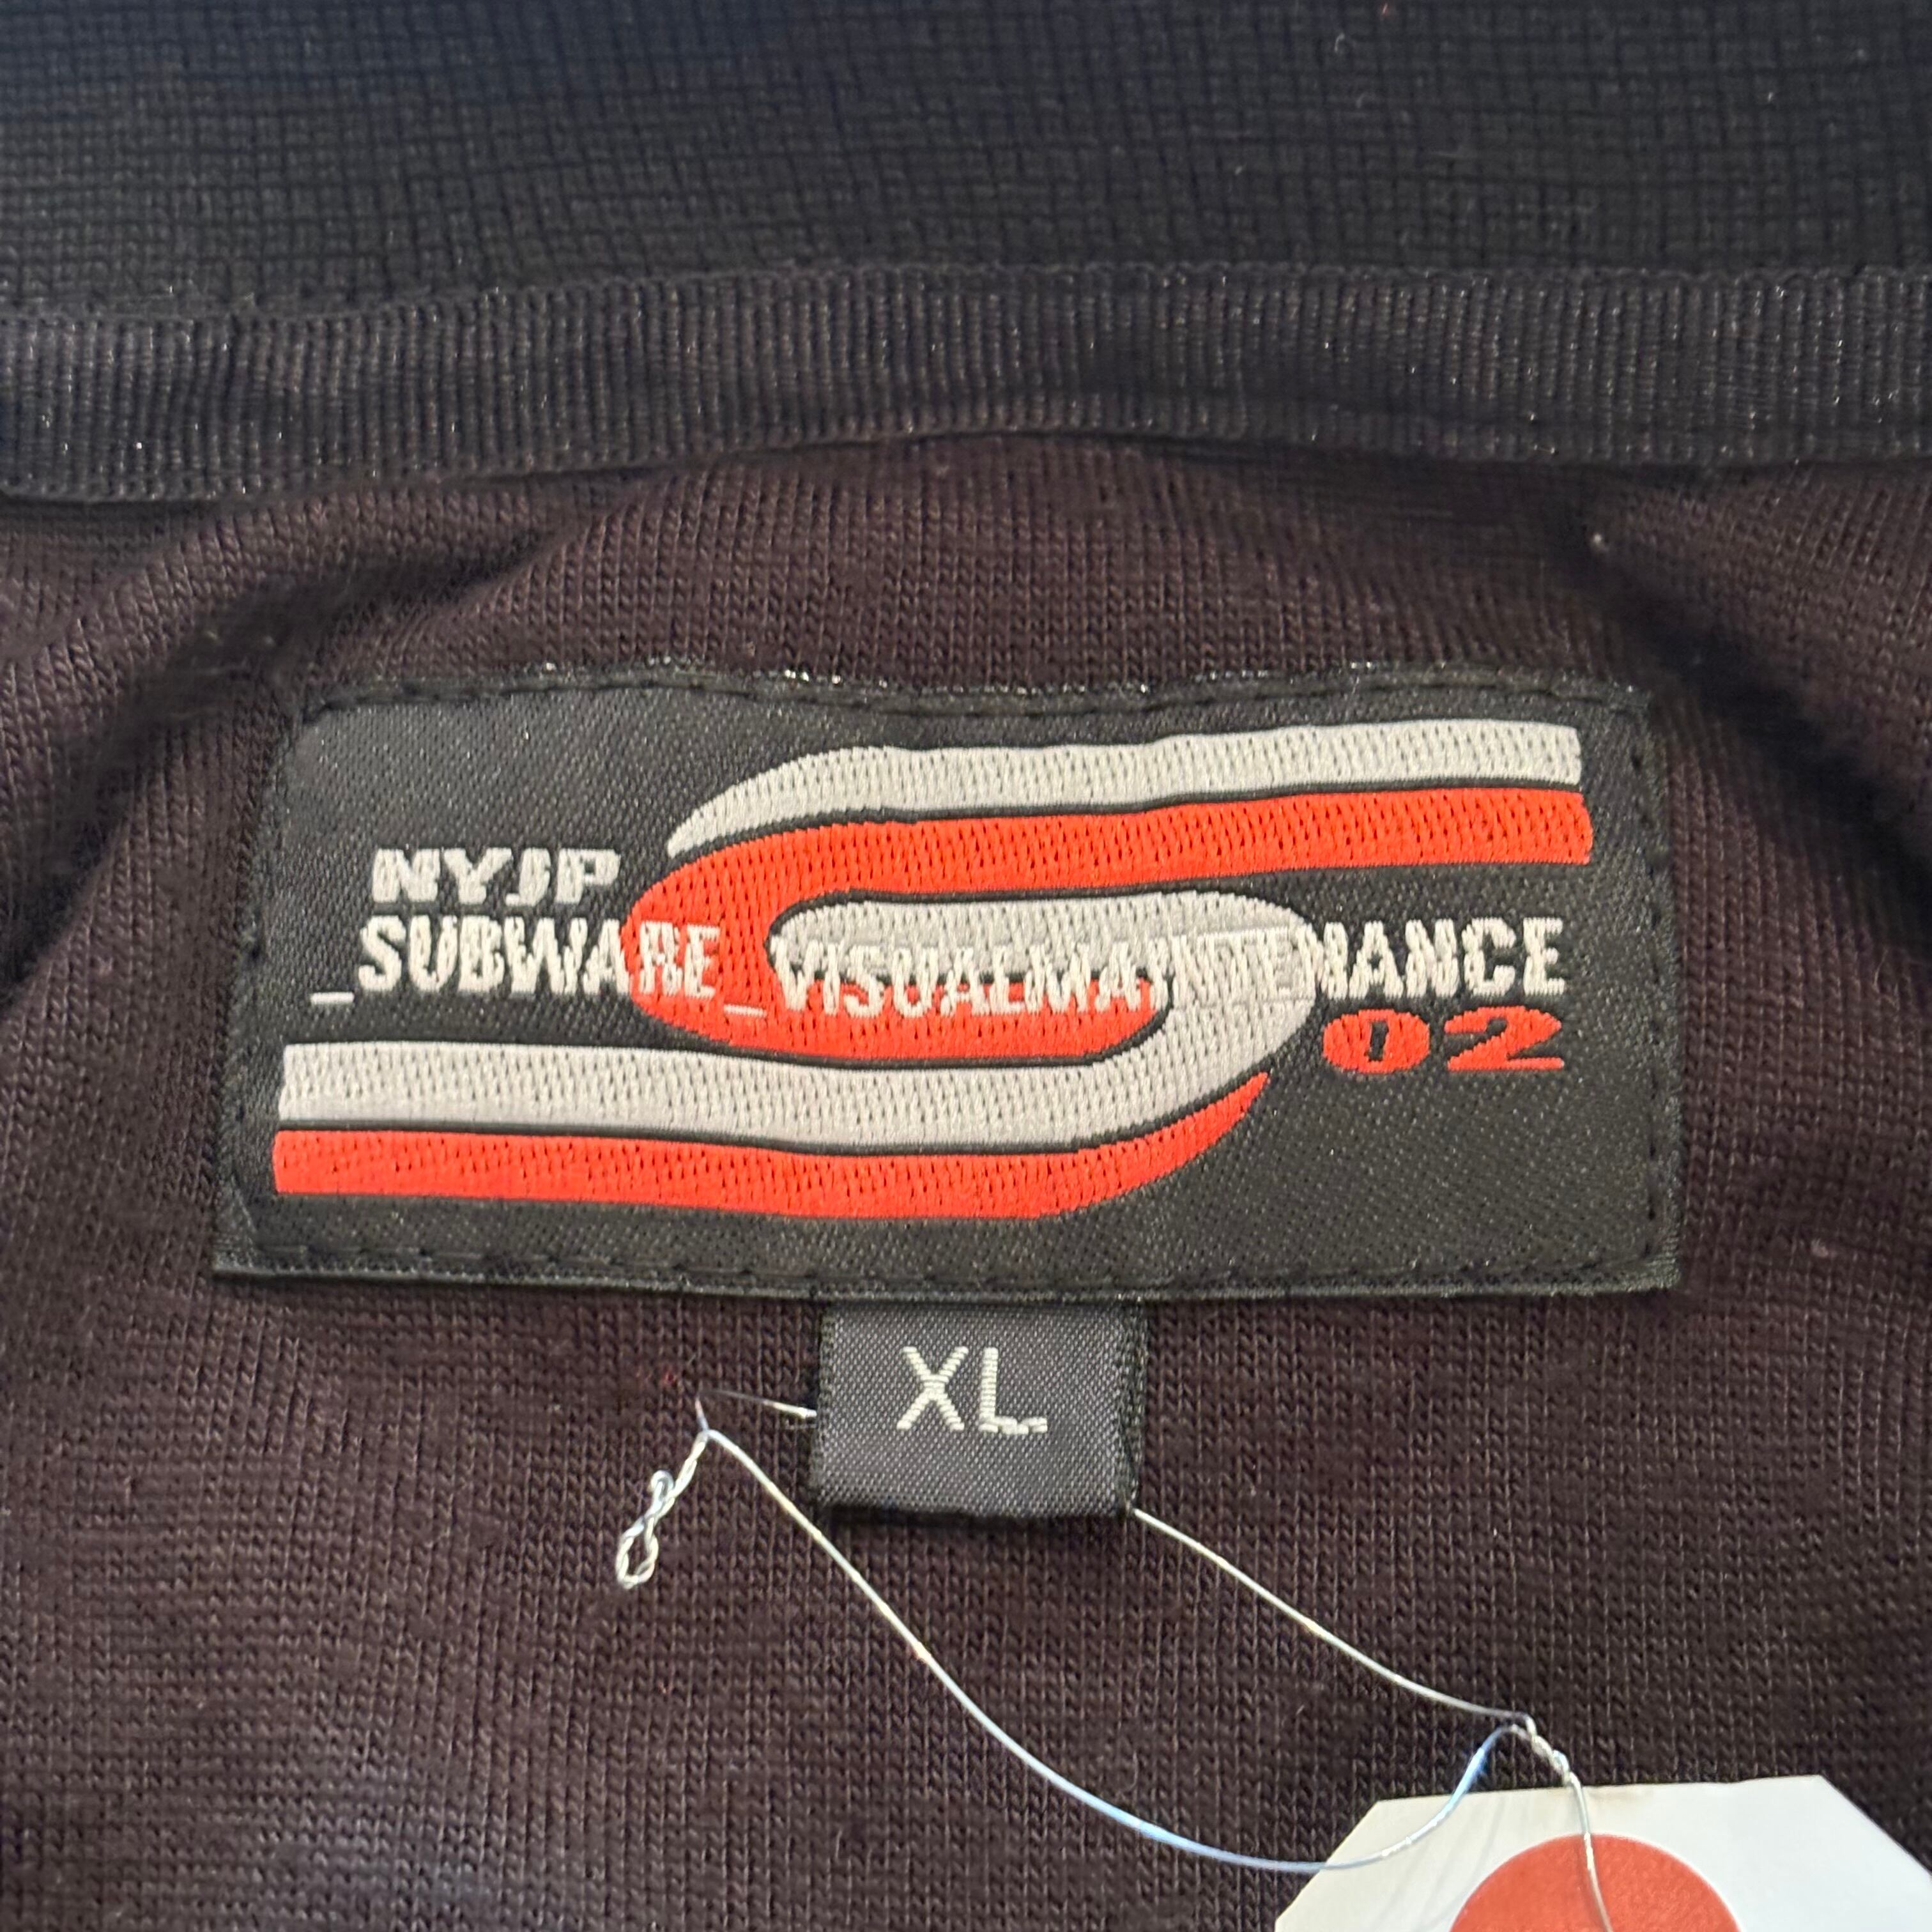 NYJP
_SUBWARE_VISUALMAINTENANCE
02
XL